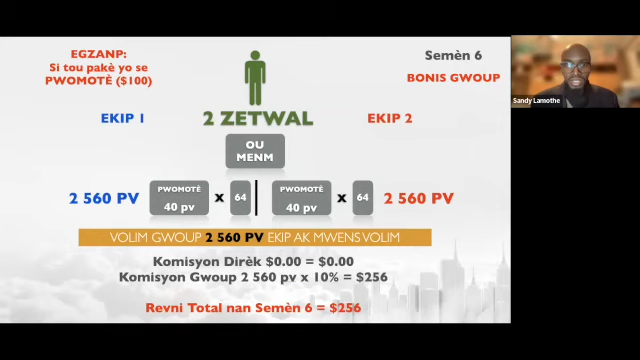 EGZANP:
Si tou pakè yo se
PWOMOTÈ ($100)
Semèn 6
BONIS GWOUP
EKIP 1
2 ZETWAL
EKIP 2
OU
MENM
2 560 PV
PWOMOTÈ
40 pv
x
64
PWOMOTÈ
40 pv
x
64
2 560 PV
VOLIM GWOUP 2 560 PV EKIP AK MWENS VOLIM
Komisyon Dirèk $0.00 = $0.00
Komisyon Gwoup 2 560 pv x 10% = $256
Revni Total nan Semèn 6 = $256
Sandy Lamothe